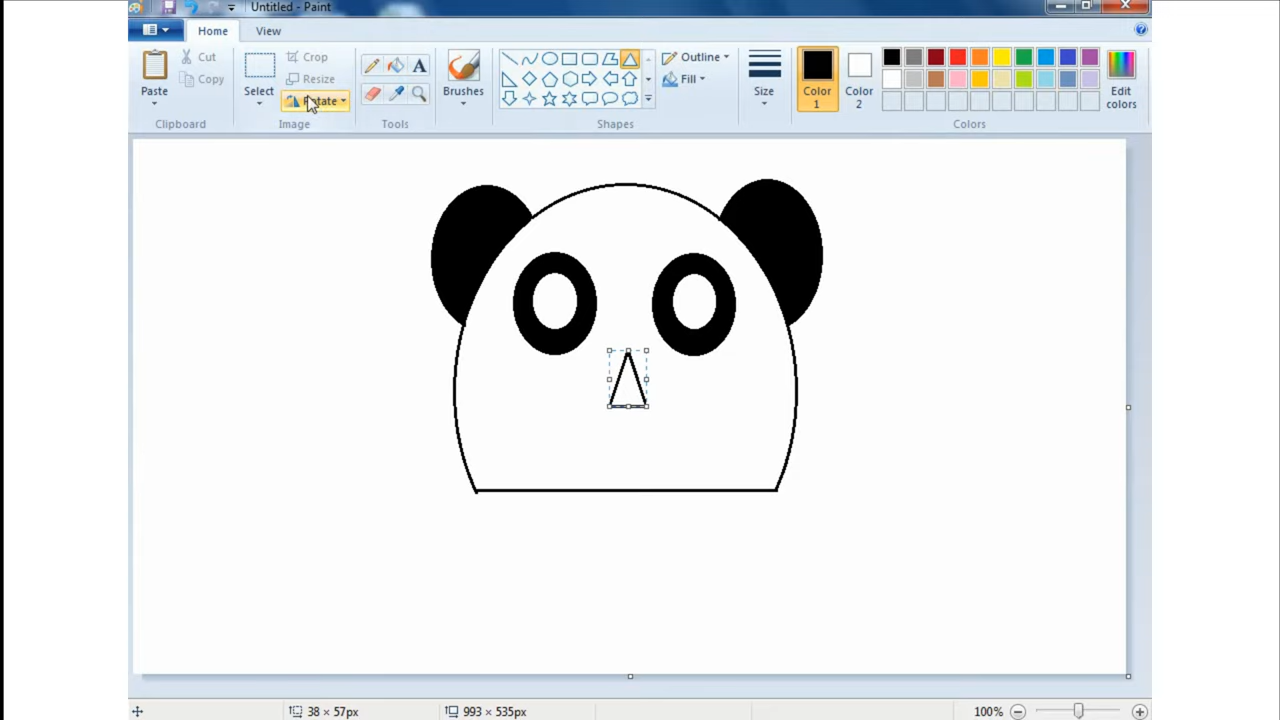 Untitled - Paint
Home View
Paste
Cut
Copy
Clipboard
Select
Crop
Resize
Rotate
Image
A
Tools
Brushes
Outline
Fill
Shapes
Size
Color 1
Color 2
Edit colors
Colors
38 × 57px
993 × 535px
100%